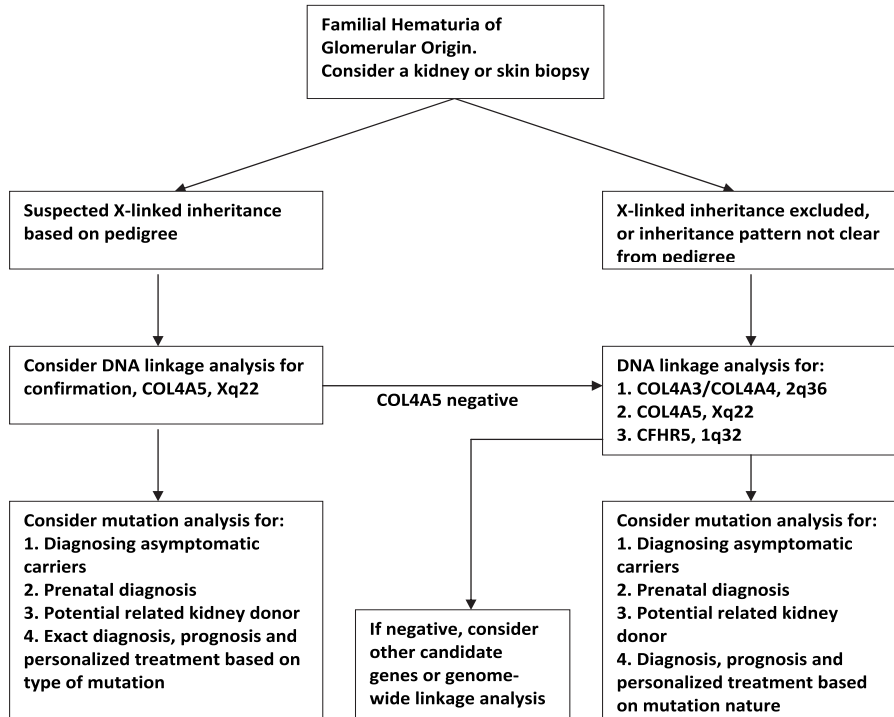 Familial Hematuria of
Glomerular Origin.
Consider a kidney or skin biopsy
Suspected X-linked inheritance
based on pedigree
X-linked inheritance excluded,
or inheritance pattern not clear
from pedigree
Consider DNA linkage analysis for
confirmation, COL4A5, Xq22
COL4A5 negative
DNA linkage analysis for:
1. COL4A3/COL4A4, 2q36
2. COL4A5, Xq22
3. CFHR5, 1q32
Consider mutation analysis for:
1. Diagnosing asymptomatic
carriers
2. Prenatal diagnosis
3. Potential related kidney donor
4. Exact diagnosis, prognosis and
personalized treatment based on
type of mutation
If negative, consider
other candidate
genes or genome-
wide linkage analysis
Consider mutation analysis for:
1. Diagnosing asymptomatic
carriers
2. Prenatal diagnosis
3. Potential related kidney
donor
4. Diagnosis, prognosis and
personalized treatment based
on mutation nature